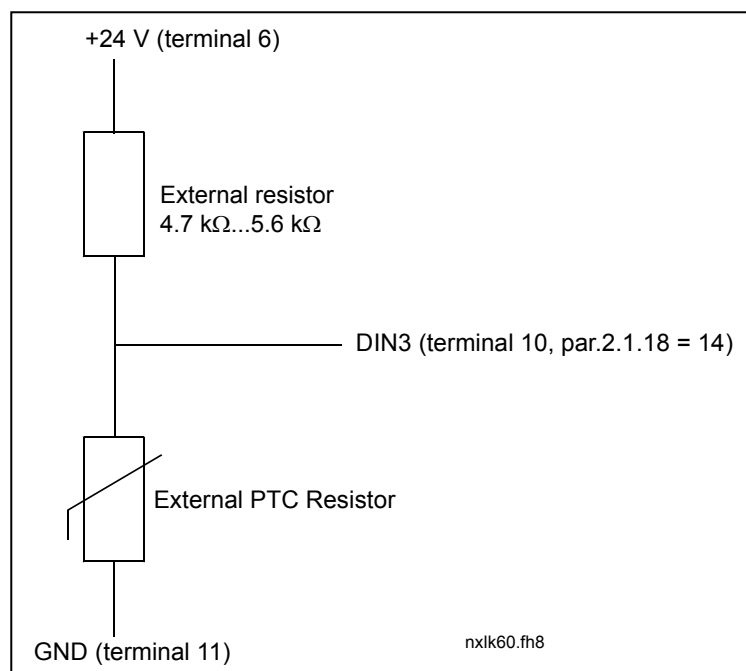 +24 V (terminal 6)
External resistor
4.7 kΩ...5.6 kΩ
DIN3 (terminal 10, par.2.1.18 = 14)
External PTC Resistor
GND (terminal 11)
nxlk60.fh8